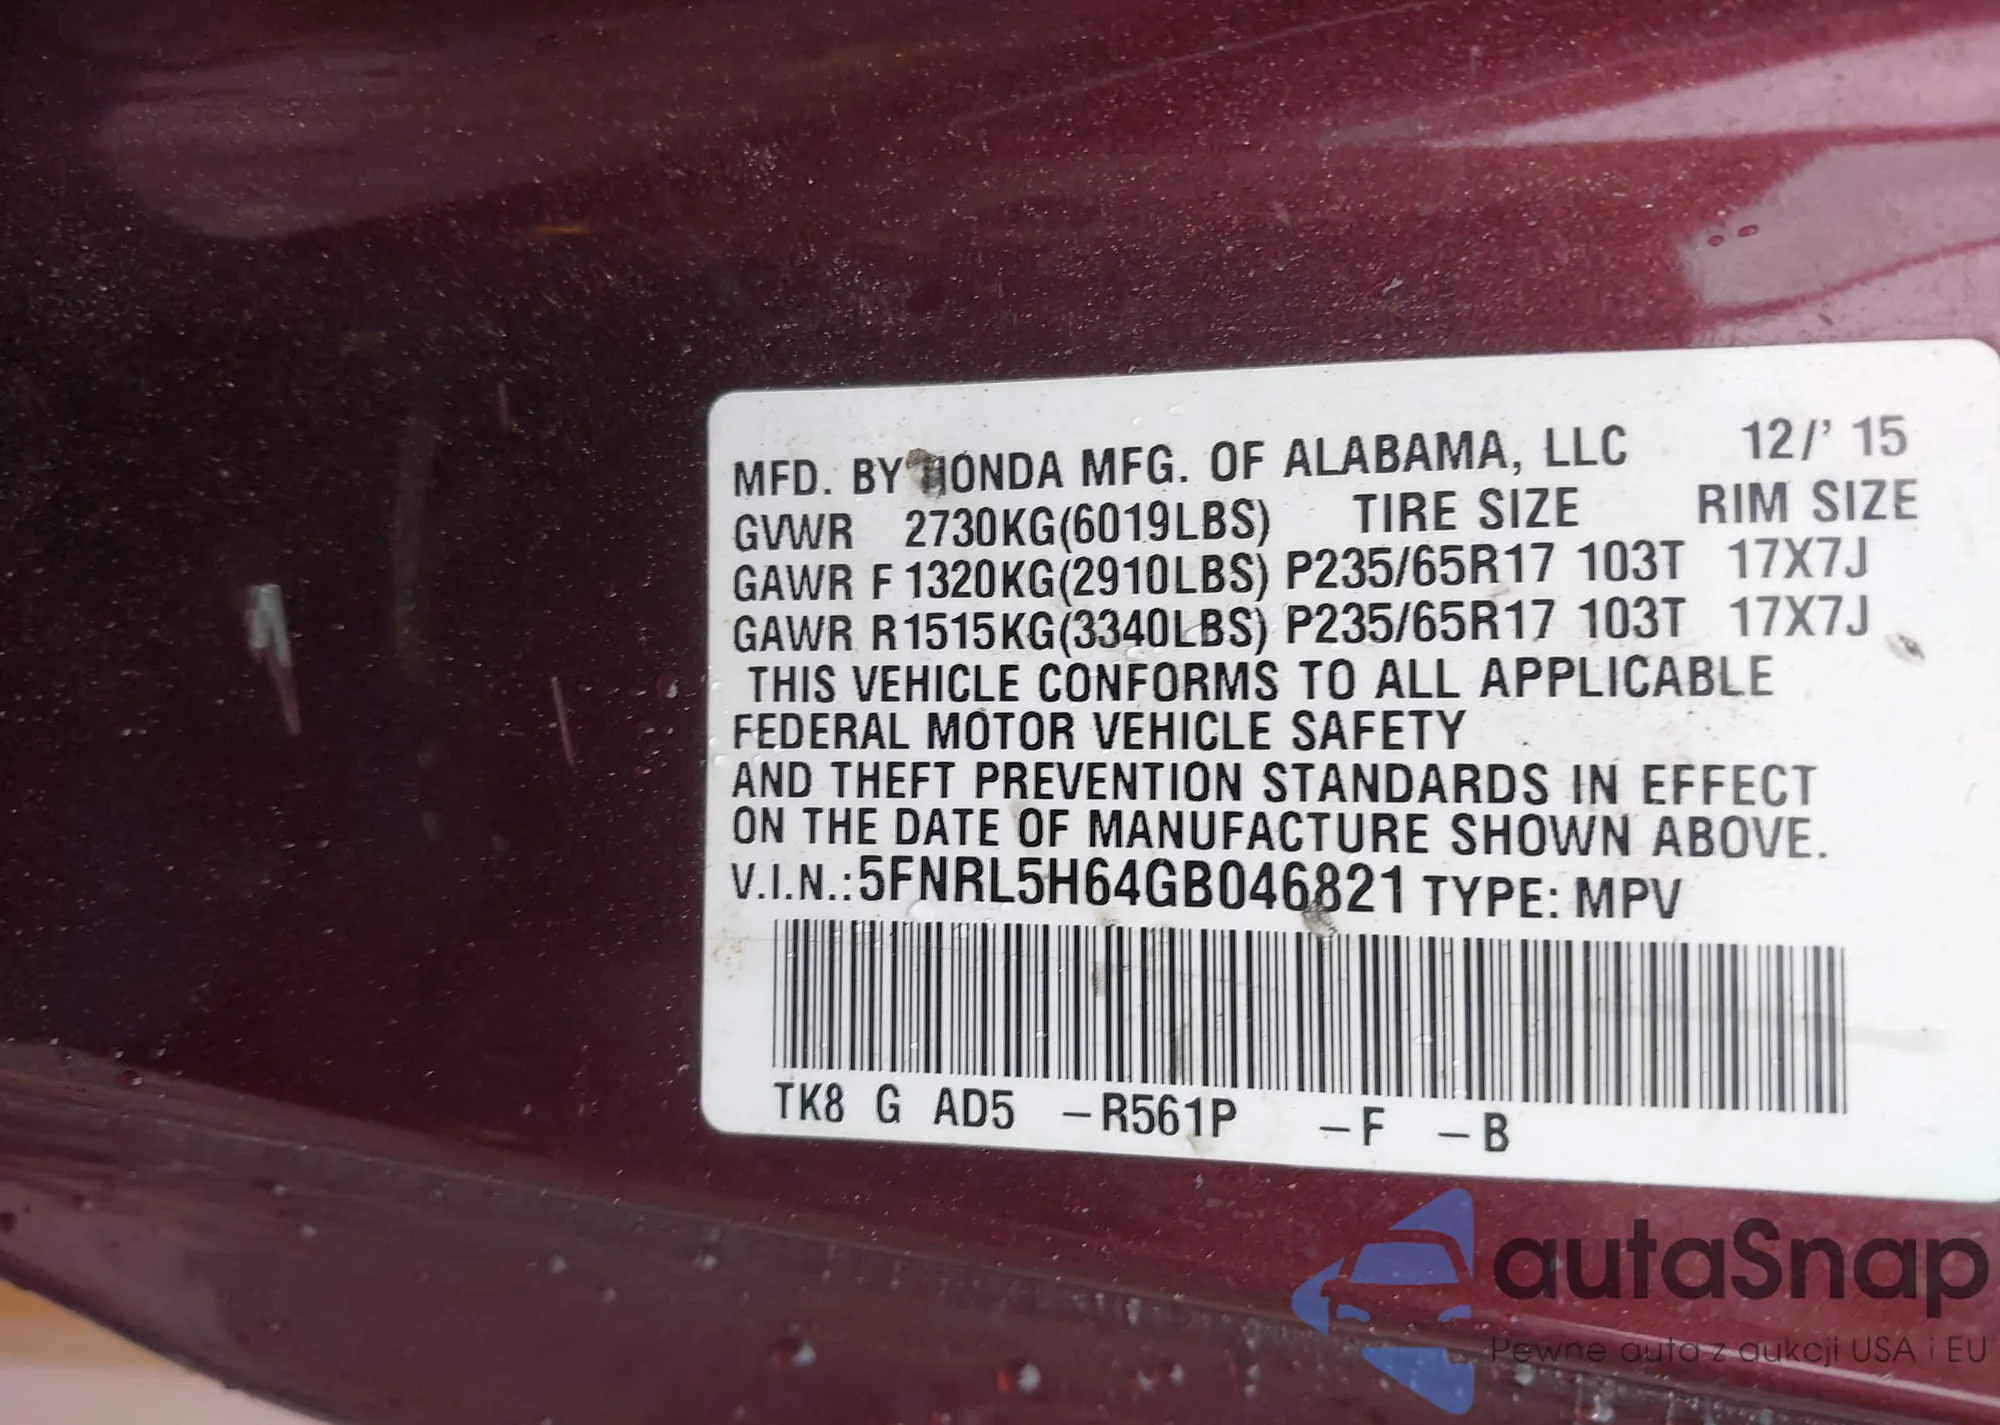 MFD. BY HONDA MFG. OF ALABAMA, LLC 12/' 15
GVWR 2730KG(6019LBS) TIRE SIZE RIM SIZE
GAWR F 1320KG(2910LBS) P235/65R17 103T 17X7J
GAWR R1515KG(3340LBS) P235/65R17 103T 17X7J
THIS VEHICLE CONFORMS TO ALL APPLICABLE
FEDERAL MOTOR VEHICLE SAFETY
AND THEFT PREVENTION STANDARDS IN EFFECT
ON THE DATE OF MANUFACTURE SHOWN ABOVE.
V.I.N.:5FNRL5H64GB046821 TYPE: MPV
TK8 G AD5 –R561P –F –B
autaSnap
Pewne auta z aukcji USA i EU